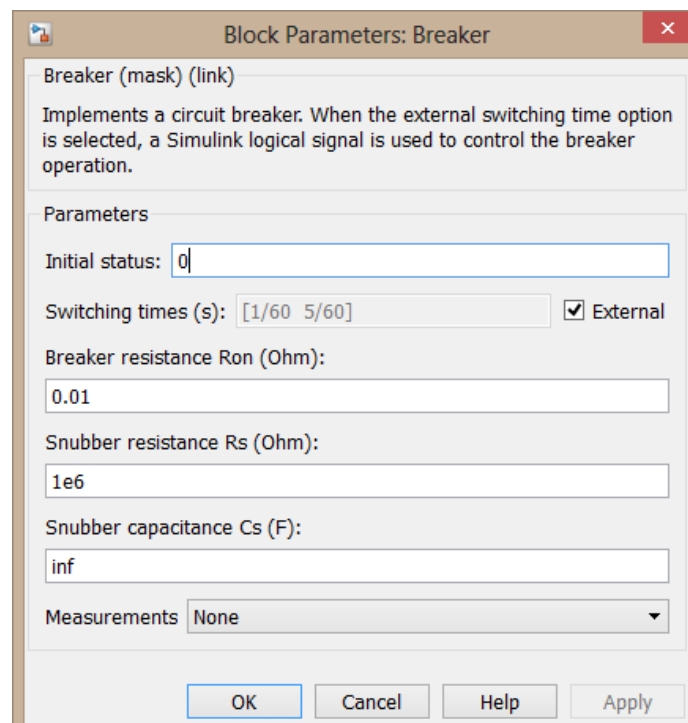 Block Parameters: Breaker
Breaker (mask) (link)
Implements a circuit breaker. When the external switching time option
is selected, a Simulink logical signal is used to control the breaker
operation.
Parameters
Initial status: 0
Switching times (s): [1/60 5/60] External
Breaker resistance Ron (Ohm):
0.01
Snubber resistance Rs (Ohm):
1e6
Snubber capacitance Cs (F):
inf
Measurements None
OK Cancel Help Apply